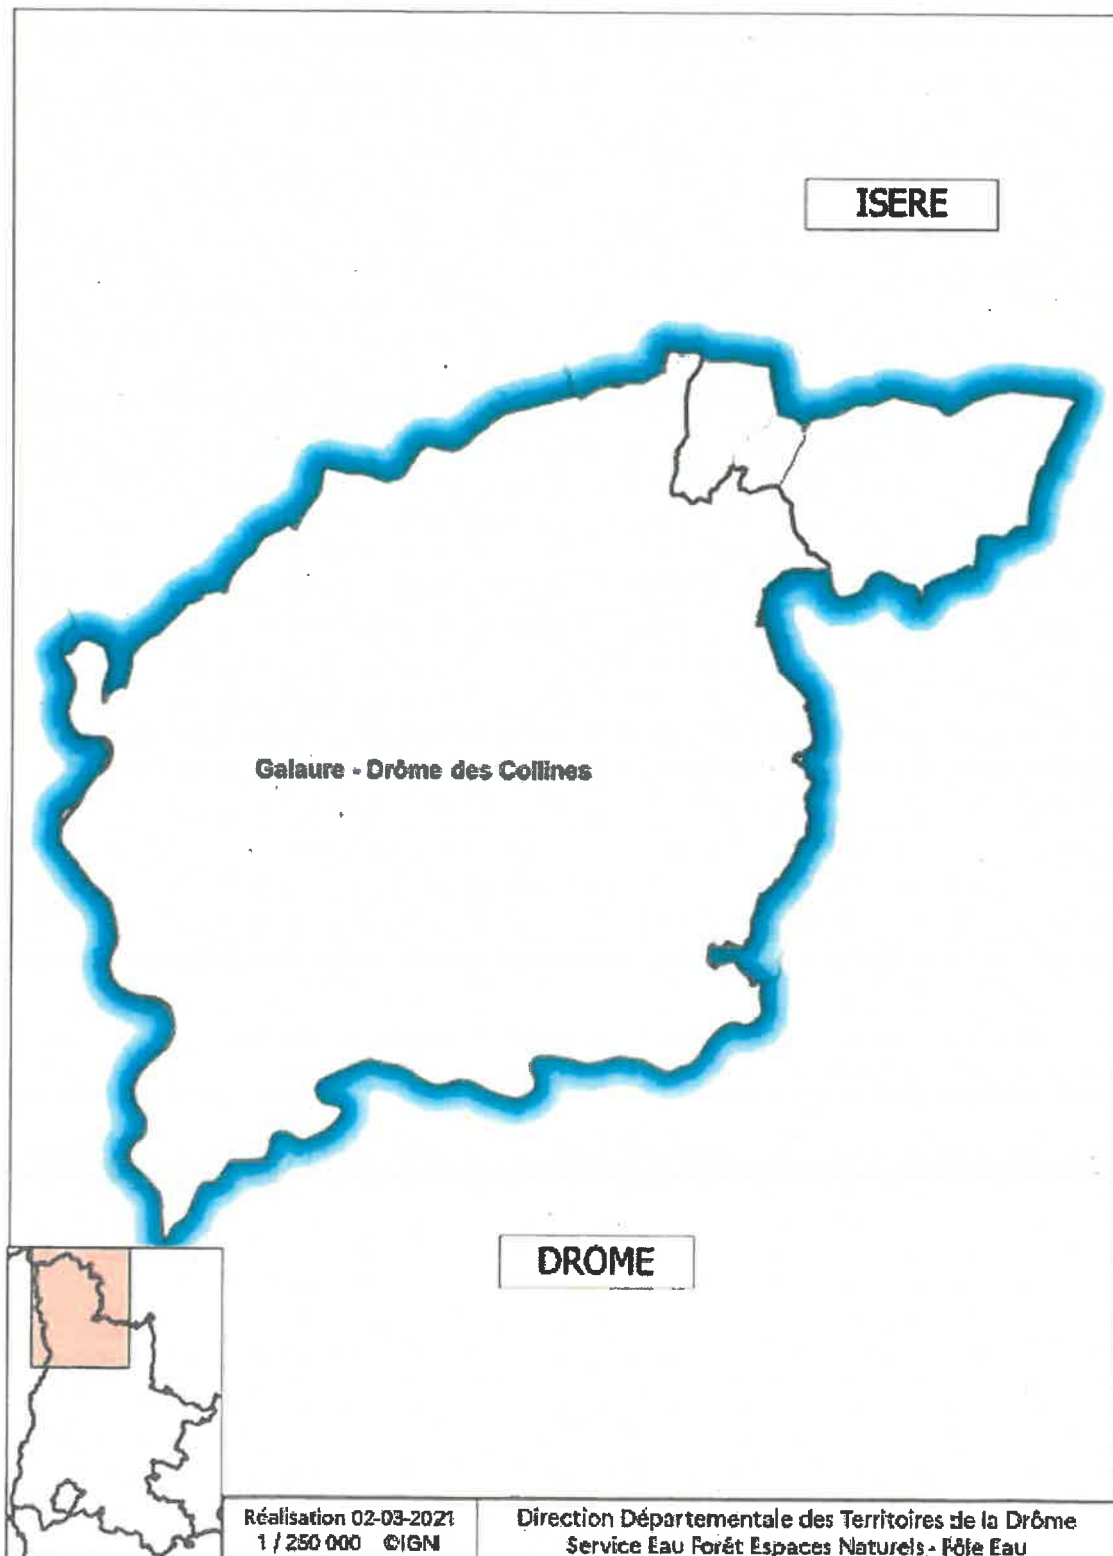 ISERE
Galaure - Drôme des Collines
DROME
Réalisation 02-03-2021
1 / 250 000 ©IGN
Direction Départementale des Territoires de la Drôme
Service Eau Forêt Espaces Naturels - Pôle Eau